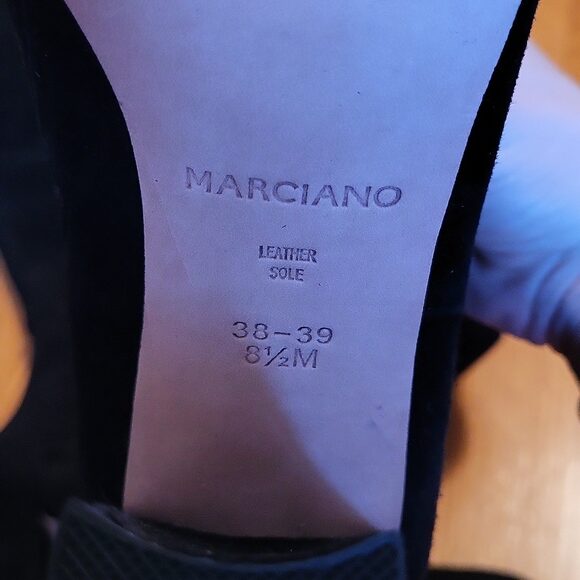 MARCIANO
LEATHER
SOLE
38-39
8½M